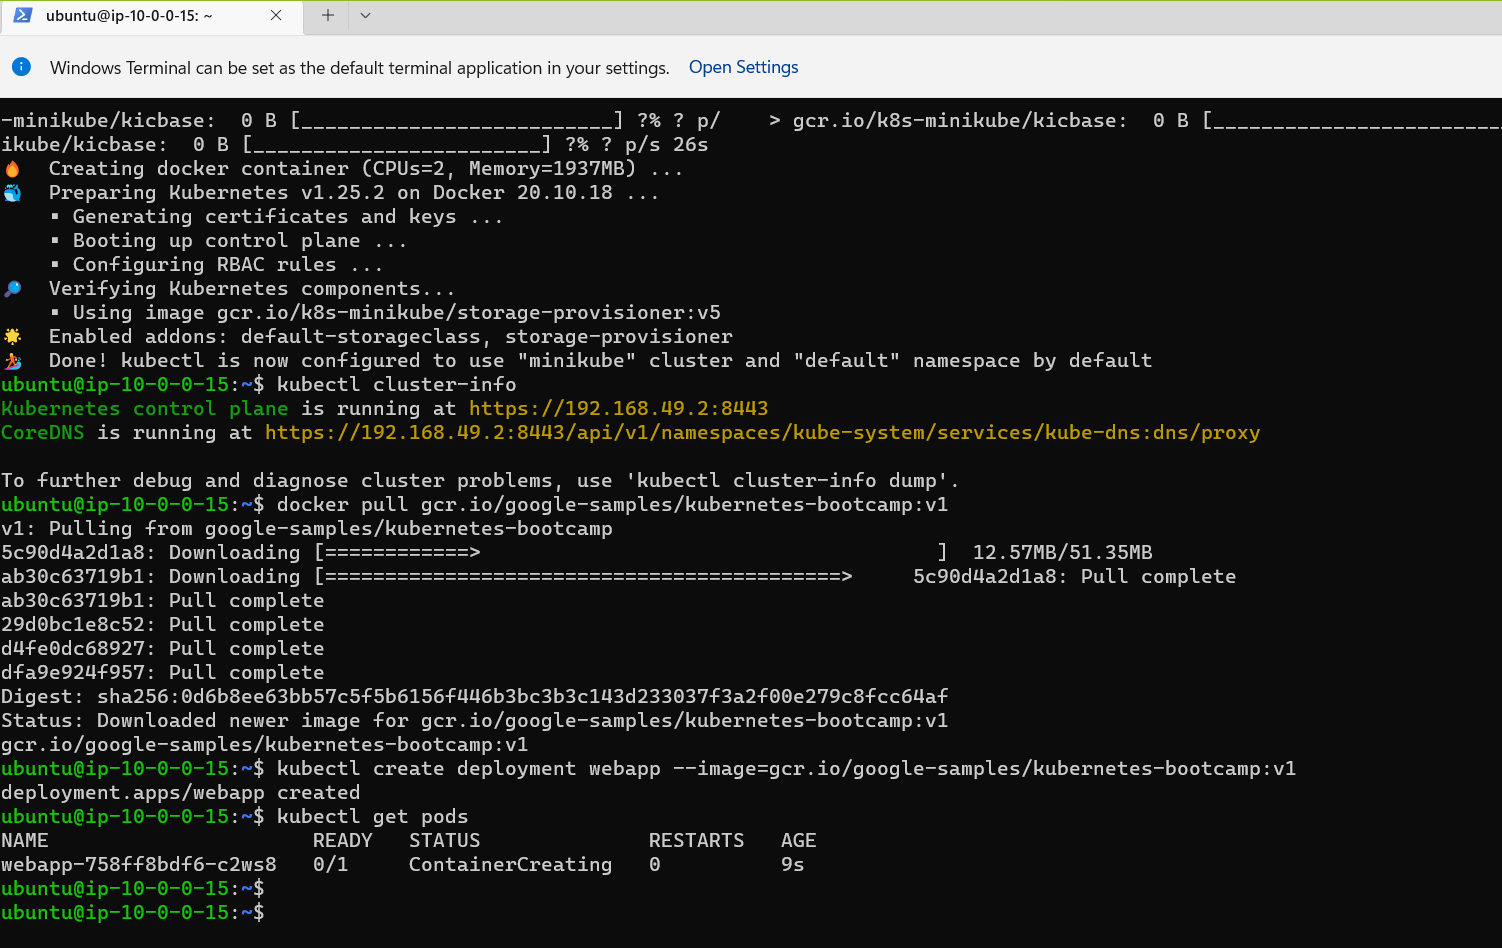 ubuntu@ip-10-0-0-15: ~
Windows Terminal can be set as the default terminal application in your settings. Open Settings
-minikube/kicbase:  0 B [__________________________] ?% ? p/    > gcr.io/k8s-minikube/kicbase:  0 B [________________________
ikube/kicbase:  0 B [________________________] ?% ? p/s 26s
🔥  Creating docker container (CPUs=2, Memory=1937MB) ...
🐳  Preparing Kubernetes v1.25.2 on Docker 20.10.18 ...
    ▪ Generating certificates and keys ...
    ▪ Booting up control plane ...
    ▪ Configuring RBAC rules ...
🔎  Verifying Kubernetes components...
    ▪ Using image gcr.io/k8s-minikube/storage-provisioner:v5
🌟  Enabled addons: default-storageclass, storage-provisioner
🏄  Done! kubectl is now configured to use "minikube" cluster and "default" namespace by default
ubuntu@ip-10-0-0-15:~$ kubectl cluster-info
Kubernetes control plane is running at https://192.168.49.2:8443
CoreDNS is running at https://192.168.49.2:8443/api/v1/namespaces/kube-system/services/kube-dns:dns/proxy

To further debug and diagnose cluster problems, use 'kubectl cluster-info dump'.
ubuntu@ip-10-0-0-15:~$ docker pull gcr.io/google-samples/kubernetes-bootcamp:v1
v1: Pulling from google-samples/kubernetes-bootcamp
5c90d4a2d1a8: Downloading [============>                                      ]  12.57MB/51.35MB
ab30c63719b1: Downloading [===========================================>     5c90d4a2d1a8: Pull complete
ab30c63719b1: Pull complete
29d0bc1e8c52: Pull complete
d4fe0dc68927: Pull complete
dfa9e924f957: Pull complete
Digest: sha256:0d6b8ee63bb57c5f5b6156f446b3bc3b3c143d233037f3a2f00e279c8fcc64af
Status: Downloaded newer image for gcr.io/google-samples/kubernetes-bootcamp:v1
gcr.io/google-samples/kubernetes-bootcamp:v1
ubuntu@ip-10-0-0-15:~$ kubectl create deployment webapp --image=gcr.io/google-samples/kubernetes-bootcamp:v1
deployment.apps/webapp created
ubuntu@ip-10-0-0-15:~$ kubectl get pods
NAME                      READY   STATUS              RESTARTS   AGE
webapp-758ff8bdf6-c2ws8   0/1     ContainerCreating   0          9s
ubuntu@ip-10-0-0-15:~$
ubuntu@ip-10-0-0-15:~$